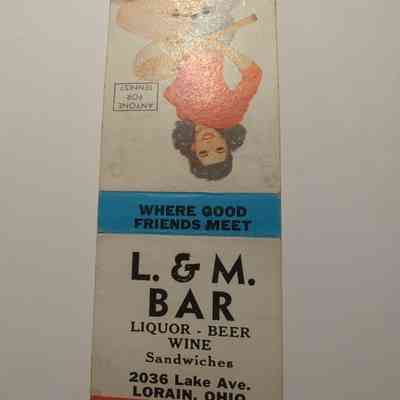 ANYONE
FOR
TENNIS?
WHERE GOOD
FRIENDS MEET
L. & M.
BAR
LIQUOR - BEER
WINE
Sandwiches
2036 Lake Ave.
LORAIN, OHIO